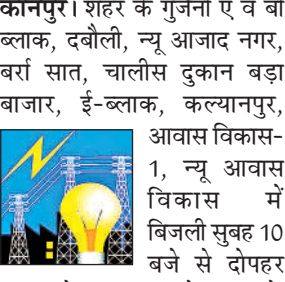 कानपुर। शहर के गुजैनी ए व बी
ब्लाक, दबौली, न्यू आजाद नगर,
बर्रा सात, चालीस दुकान बड़ा
बाजार, ई-ब्लाक, कल्यानपुर,
आवास विकास-
1, न्यू आवास
विकास में
बिजली सुबह 10
बजे से दोपहर